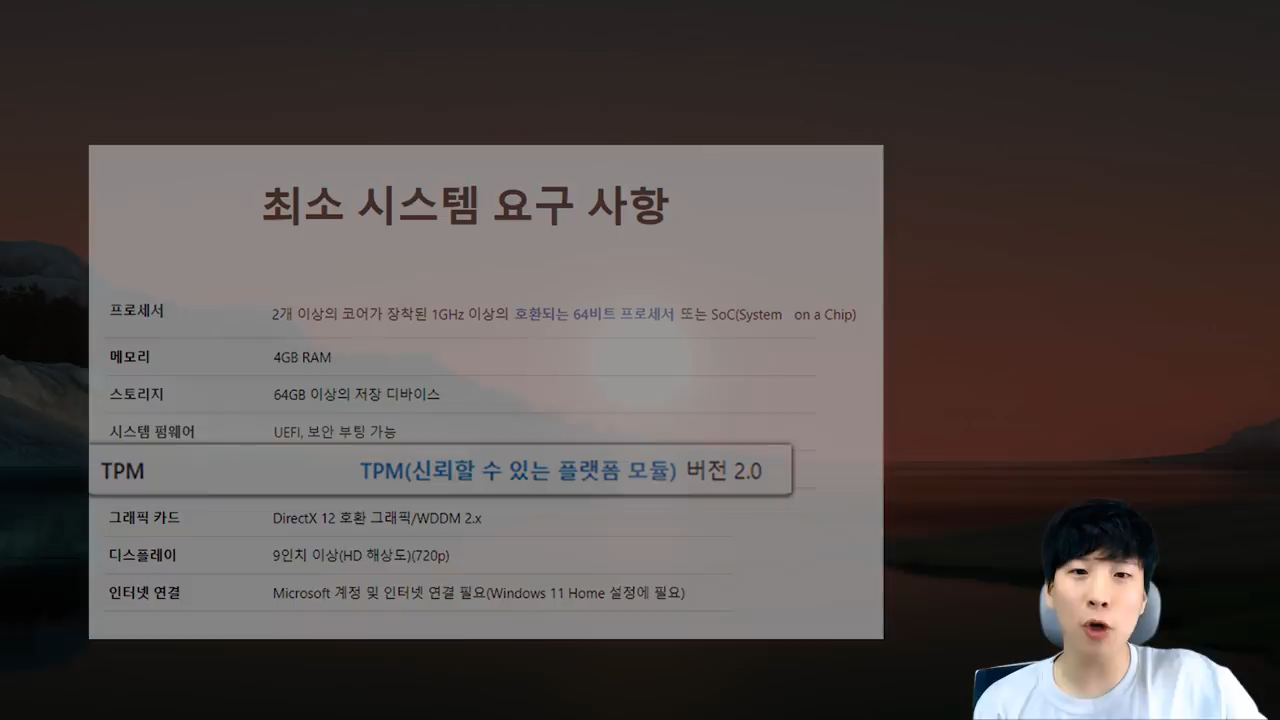 최소 시스템 요구 사항
프로세서 2개 이상의 코어가 장착된 1GHz 이상의 호환되는 64비트 프로세서 또는 SoC(System on a Chip)
메모리 4GB RAM
스토리지 64GB 이상의 저장 디바이스
시스템 펌웨어 UEFI, 보안 부팅 가능
TPM TPM(신뢰할 수 있는 플랫폼 모듈) 버전 2.0
그래픽 카드 DirectX 12 호환 그래픽/WDDM 2.x
디스플레이 9인치 이상(HD 해상도)(720p)
인터넷 연결 Microsoft 계정 및 인터넷 연결 필요(Windows 11 Home 설정에 필요)